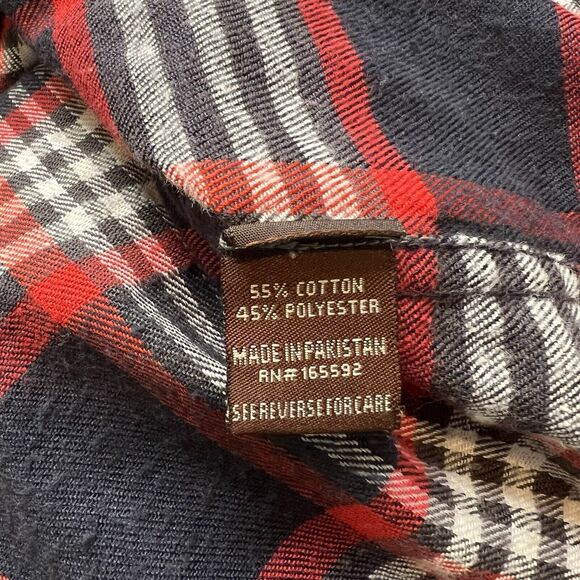 55% COTTON
45% POLYESTER
MADE IN PAKISTAN
RN# 165592
SEE REVERSE FOR CARE